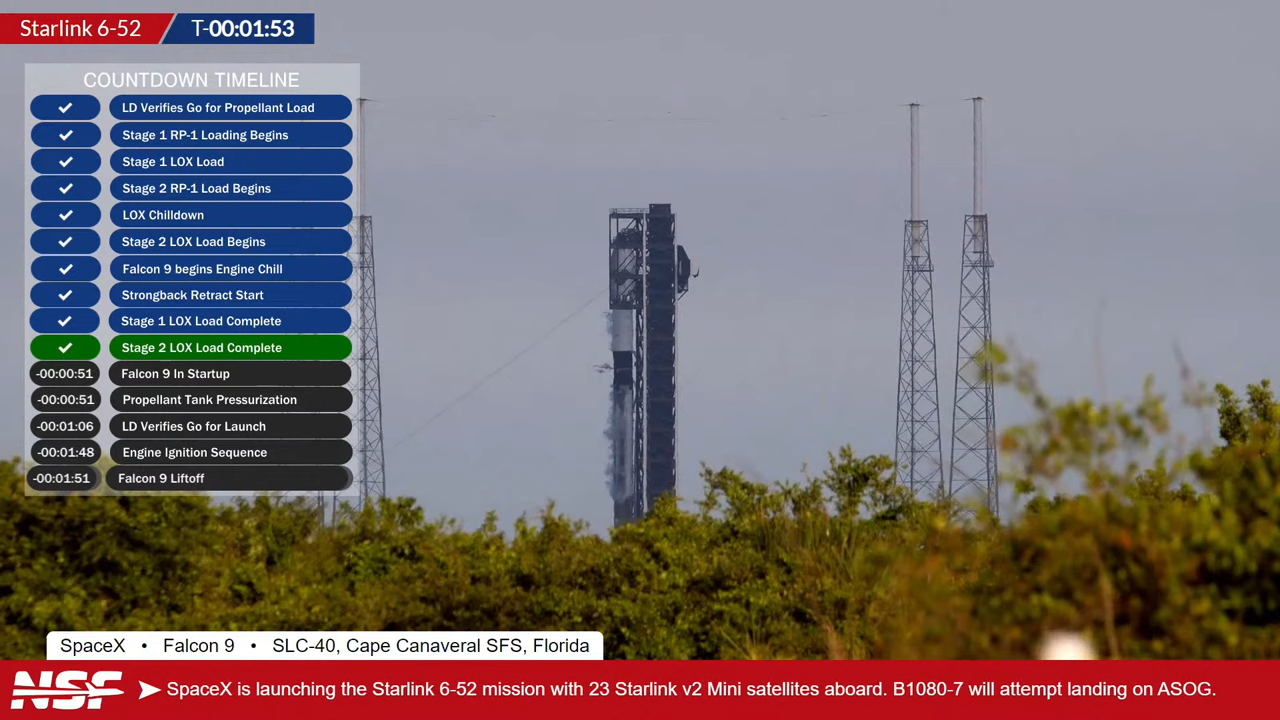 Starlink 6-52
T-00:01:53
COUNTDOWN TIMELINE
LD Verifies Go for Propellant Load
Stage 1 RP-1 Loading Begins
Stage 1 LOX Load
Stage 2 RP-1 Load Begins
LOX Chilldown
Stage 2 LOX Load Begins
Falcon 9 begins Engine Chill
Strongback Retract Start
Stage 1 LOX Load Complete
Stage 2 LOX Load Complete
-00:00:51 Falcon 9 In Startup
-00:00:51 Propellant Tank Pressurization
-00:01:06 LD Verifies Go for Launch
-00:01:48 Engine Ignition Sequence
-00:01:51 Falcon 9 Liftoff
SpaceX • Falcon 9 • SLC-40, Cape Canaveral SFS, Florida
NSF SpaceX is launching the Starlink 6-52 mission with 23 Starlink v2 Mini satellites aboard. B1080-7 will attempt landing on ASOG.